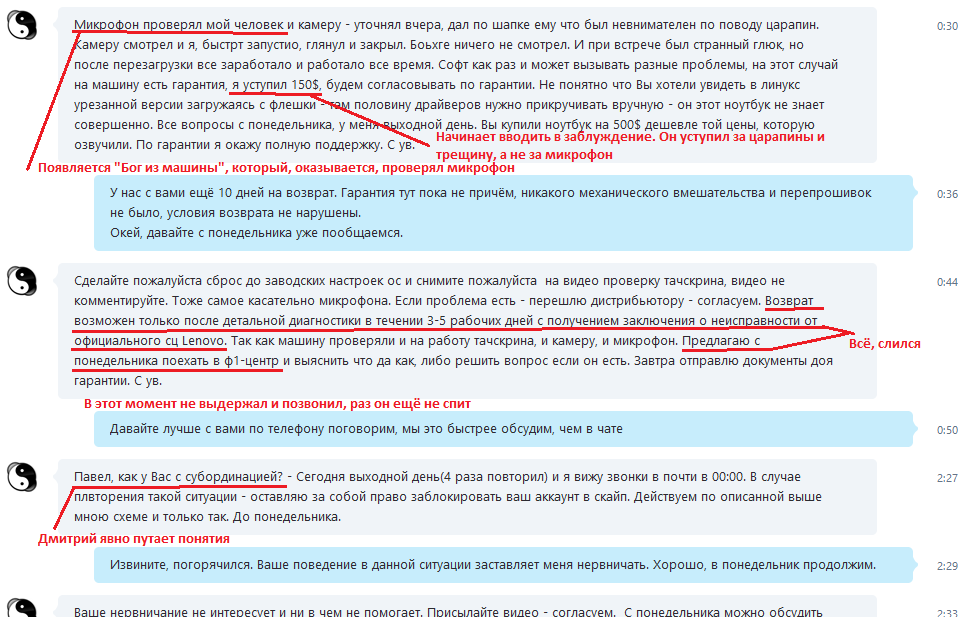 Микрофон проверял мой человек и камеру - уточнял вчера, дал по шапке ему что был невнимателен по поводу царапин.
0:30
Камеру смотрел и я, быстрт запустио, глянул и закрыл. Боьхге ничего не смотрел. И при встрече был странный глюк, но
после перезагрузки все заработало и работало все время. Софт как раз и может вызывать разные проблемы, на этот случай
на машину есть гарантия, я уступил 150$, будем согласовывать по гарантии. Не понятно что Вы хотели увидеть в линукс
урезанной версии загружаясь с флешки - там половину драйверов нужно прикручивать вручную - он этот ноутбук не знает
совершенно. Все вопросы с понедельника, у меня выходной день. Вы купили ноутбук на 500$ дешевле той цены, которую
озвучили. По гарантии я окажу полную поддержку. С ув.
Начинает вводить в заблуждение. Он уступил за царапины и
трещину, а не за микрофон
Появляется "Бог из машины", который, оказывается, проверял микрофон
У нас с вами ещё 10 дней на возврат. Гарантия тут пока не причём, никакого механического вмешательства и перепрошивок
0:36
не было, условия возврата не нарушены.
Окей, давайте с понедельника уже пообщаемся.
Сделайте пожалуйста сброс до заводских настроек ос и снимите пожалуйста на видео проверку тачскрина, видео не
0:44
комментируйте. Тоже самое касательно микрофона. Если проблема есть - перешлю дистрибьютору - согласуем. Возврат
возможен только после детальной диагностики в течении 3-5 рабочих дней с получением заключения о неисправности от
официального сц Lenovo. Так как машину проверяли и на работу тачскрина, и камеру, и микрофон. Предлагаю с
понедельника поехать в ф1-центр и выяснить что да как, либо решить вопрос если он есть. Завтра отправлю документы доя
гарантии. С ув.
Всё, слился
В этот момент не выдержал и позвонил, раз он ещё не спит
Давайте лучше с вами по телефону поговорим, мы это быстрее обсудим, чем в чате
0:50
Павел, как у Вас с субординацией? - Сегодня выходной день(4 раза повторил) и я вижу звонки в почти в 00:00. В случае
2:27
плвторения такой ситуации - оставляю за собой право заблокировать ваш аккаунт в скайп. Действуем по описанной выше
мною схеме и только так. До понедельника.
Дмитрий явно путает понятия
Извините, погорячился. Ваше поведение в данной ситуации заставляет меня нервничать. Хорошо, в понедельник продолжим.
2:29
Ваше нервничание не интересует и ни в чем не помогает. Присылайте видео - согласуем. С понедельника можно обсудить
2:33